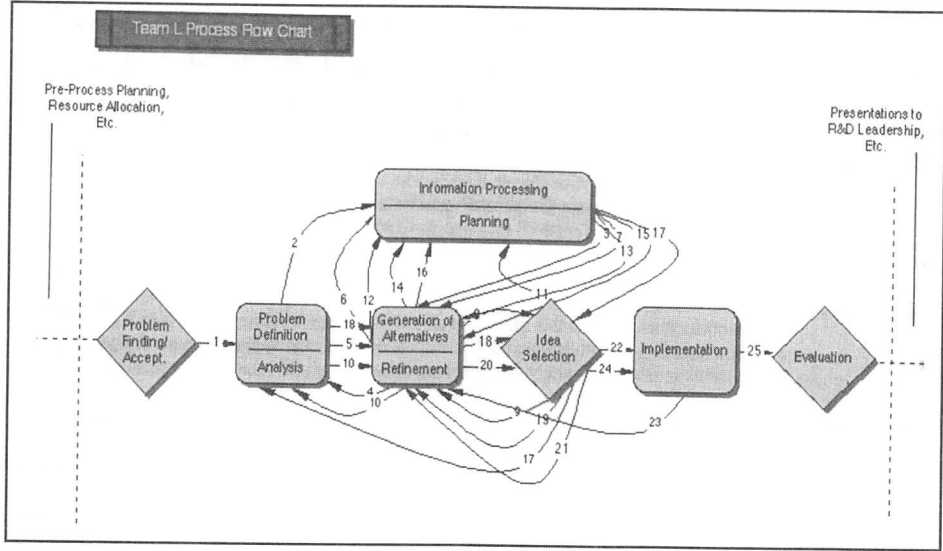 Team L Process Flow Chart
Pre-Process Planning,
Resource Allocation,
Etc.
Presentations to
R&D Leadership,
Etc.
Information Processing
Planning
2
3
7
15
17
13
6
12
14
16
11
Problem
Finding/
Accept.
1
Problem
Definition
Analysis
18
5
10
Generation of
Alternatives
Refinement
8
18
20
Idea
Selection
22
24
Implementation
25
Evaluation
4
10
9
19
23
17
21